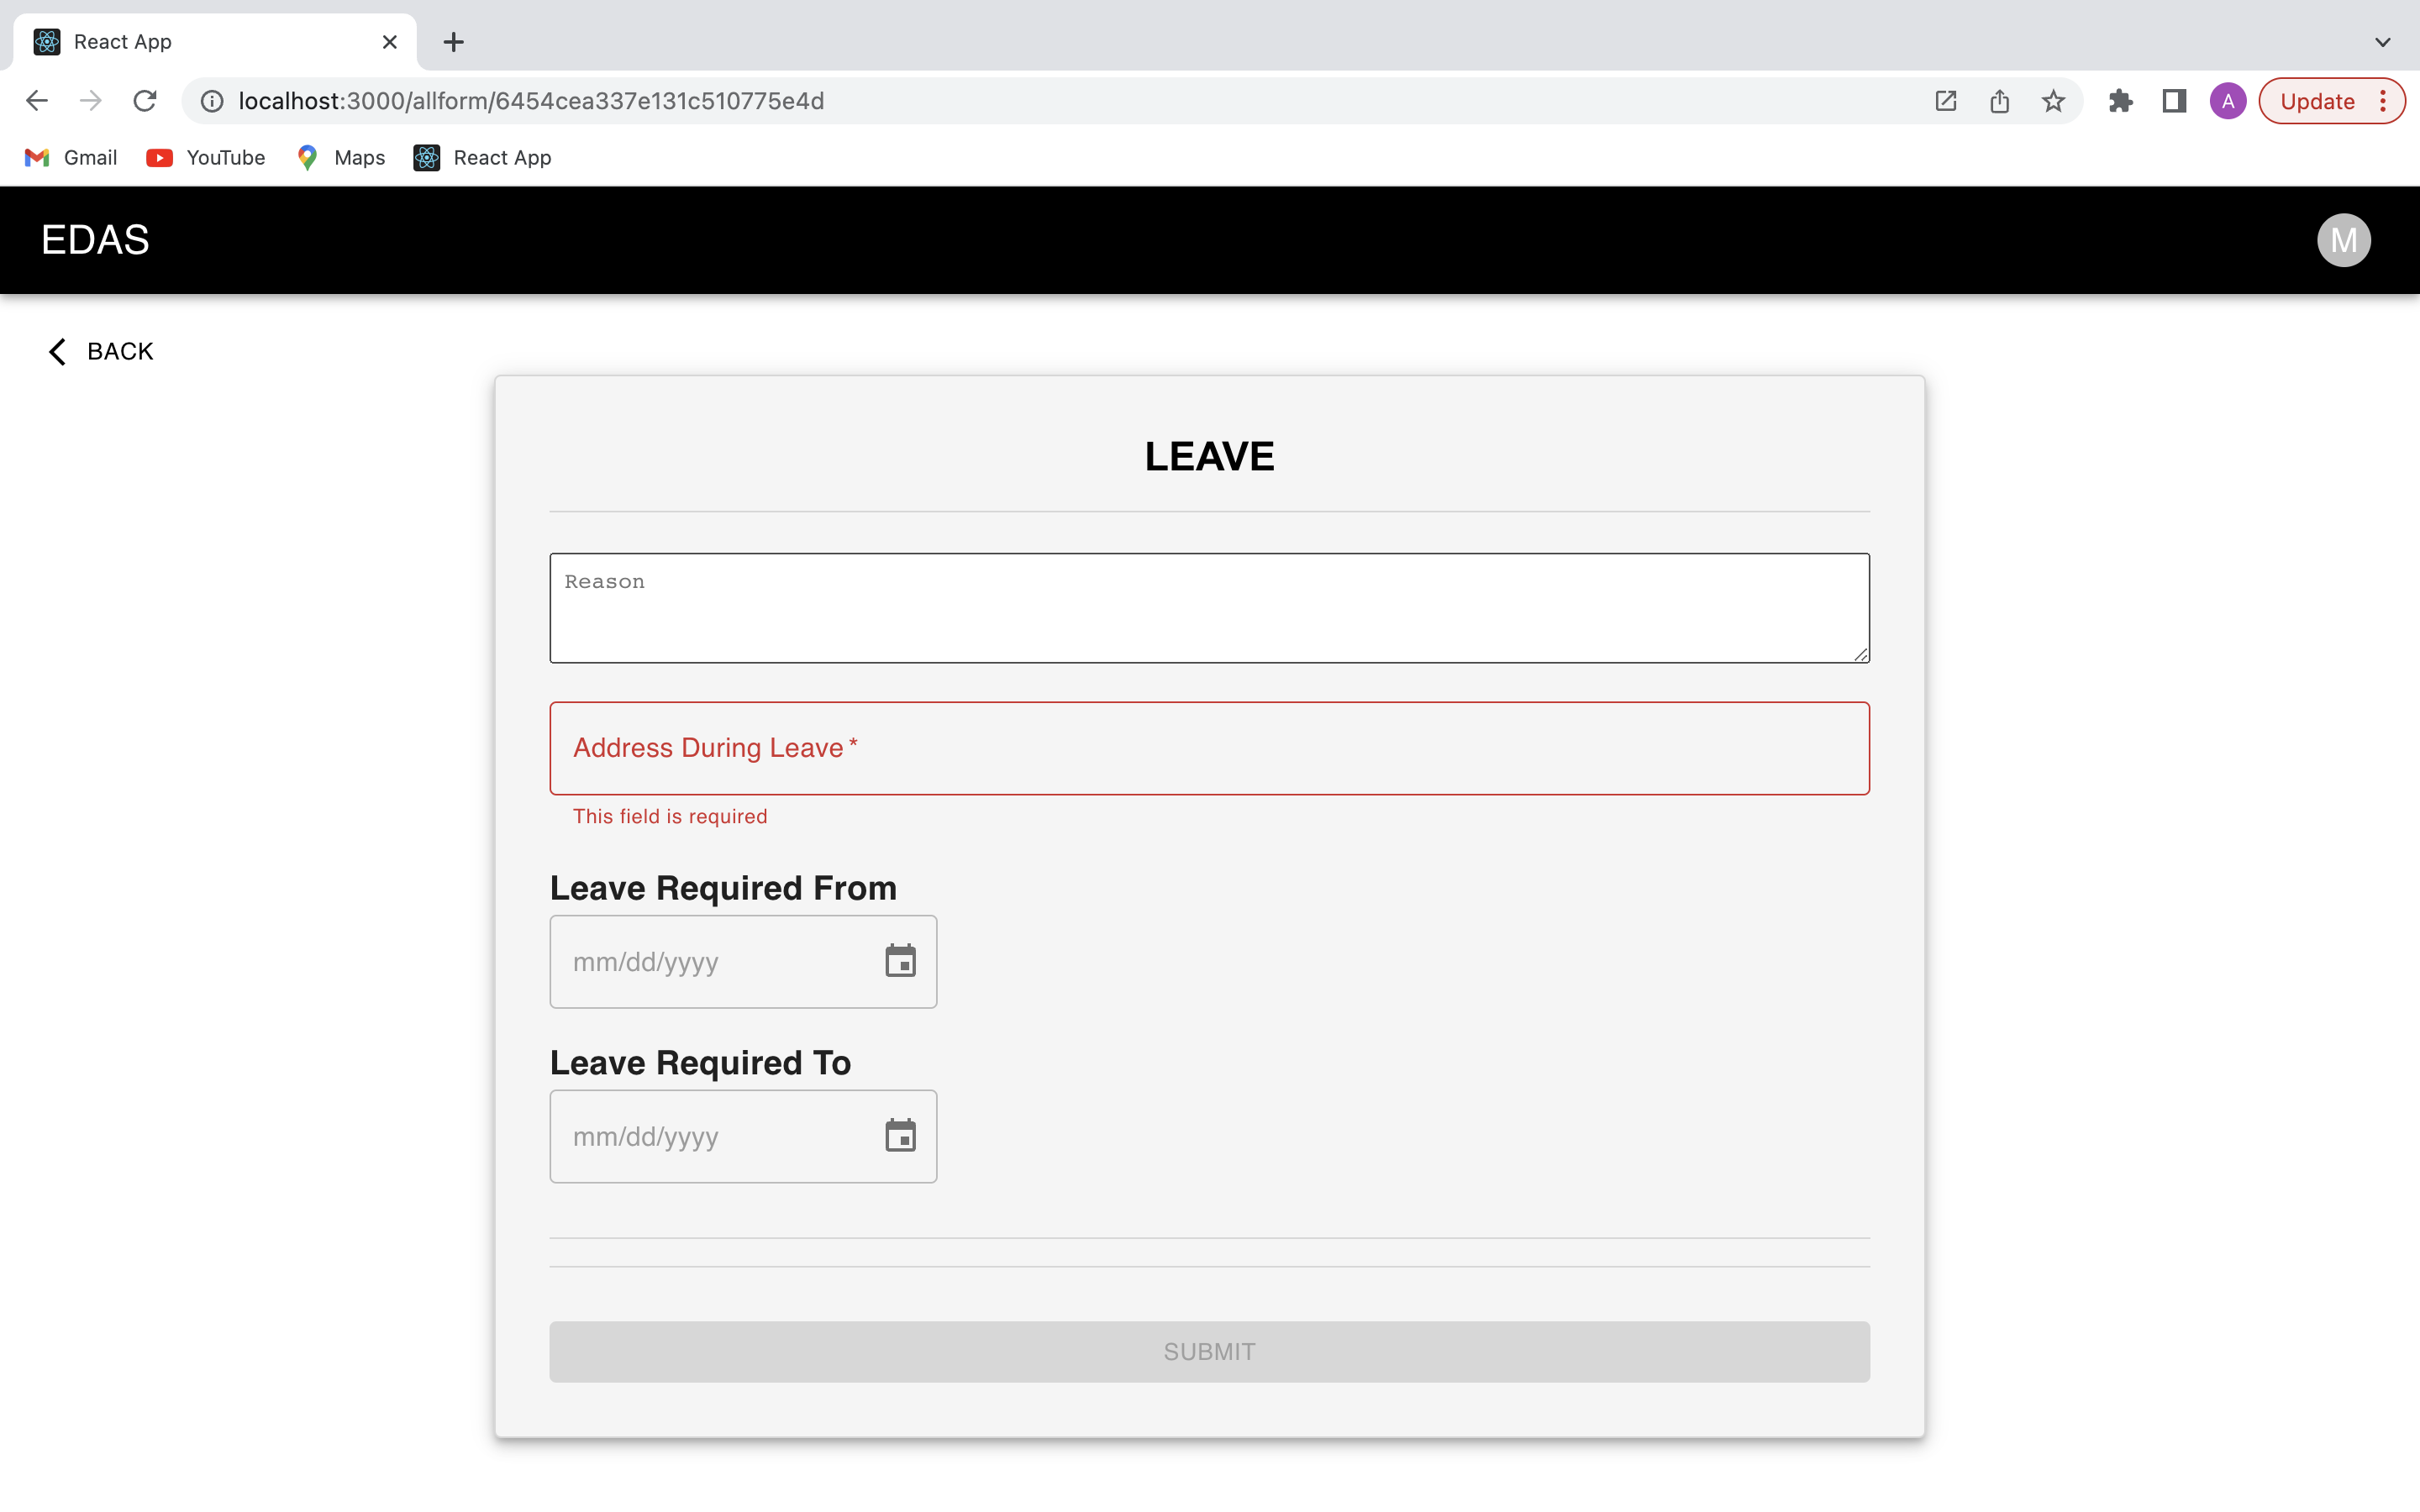 React App
localhost:3000/allform/6454cea337e131c510775e4d
A
Update
Gmail
YouTube
Maps
React App
EDAS
M
BACK
LEAVE
Reason
Address During Leave *
This field is required
Leave Required From
mm/dd/yyyy
Leave Required To
mm/dd/yyyy
SUBMIT